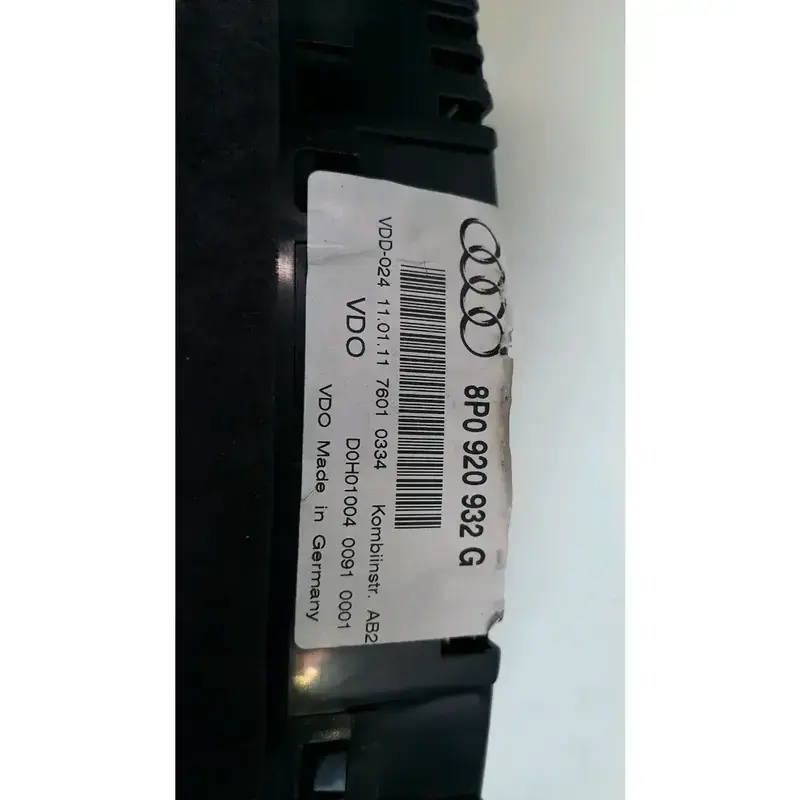 8P0 920 932 G
VDD-024 11.01.11 7601 0334 Kombiinstr. AB2
VDO D0H01004 0091 0001
VDO Made in Germany